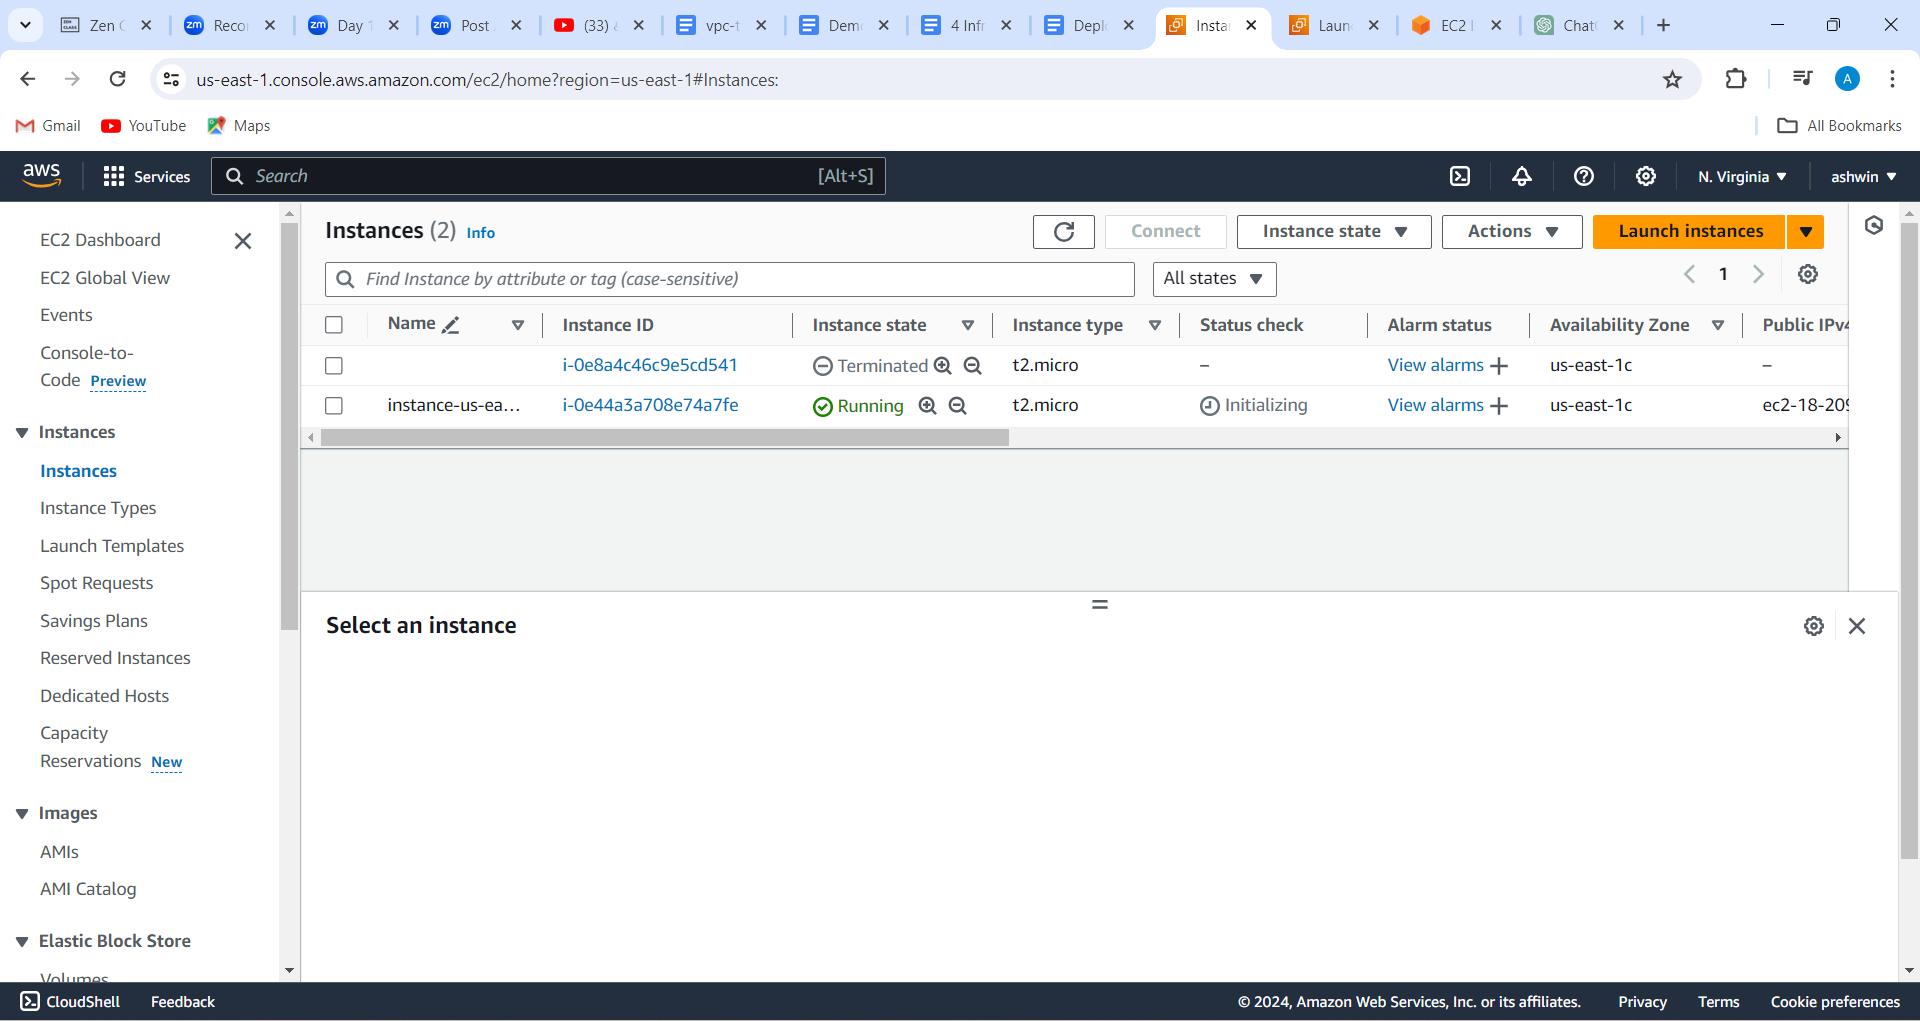 Zen C
Recor
Day 1
Post
(33)
vpc-t
Demo
4 Infr
Deplo
Instan
Laun
EC2 I
Chat
us-east-1.console.aws.amazon.com/ec2/home?region=us-east-1#Instances:
A
Gmail
YouTube
Maps
All Bookmarks
aws
Services
Search
[Alt+S]
N. Virginia
ashwin
EC2 Dashboard
EC2 Global View
Events
Console-to-
Code Preview
Instances
Instances
Instance Types
Launch Templates
Spot Requests
Savings Plans
Reserved Instances
Dedicated Hosts
Capacity
Reservations New
Images
AMIs
AMI Catalog
Elastic Block Store
Volumes
Instances (2) Info
Connect
Instance state
Actions
Launch instances
Find Instance by attribute or tag (case-sensitive)
All states
1
Name Instance ID Instance state Instance type Status check Alarm status Availability Zone Public IPv4
i-0e8a4c46c9e5cd541 Terminated t2.micro – View alarms + us-east-1c –
instance-us-ea... i-0e44a3a708e74a7fe Running t2.micro Initializing View alarms + us-east-1c ec2-18-209
Select an instance
CloudShell
Feedback
© 2024, Amazon Web Services, Inc. or its affiliates.
Privacy
Terms
Cookie preferences